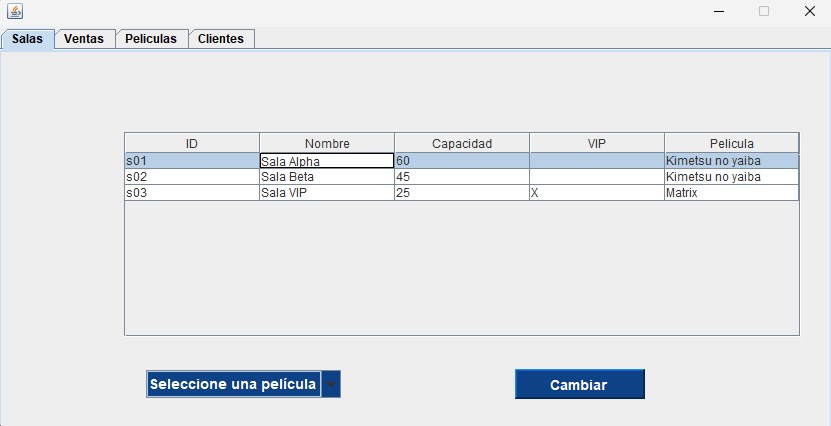 Salas Ventas Peliculas Clientes
ID Nombre Capacidad VIP Pelicula
s01 Sala Alpha 60 Kimetsu no yaiba
s02 Sala Beta 45 Kimetsu no yaiba
s03 Sala VIP 25 X Matrix
Seleccione una película Cambiar